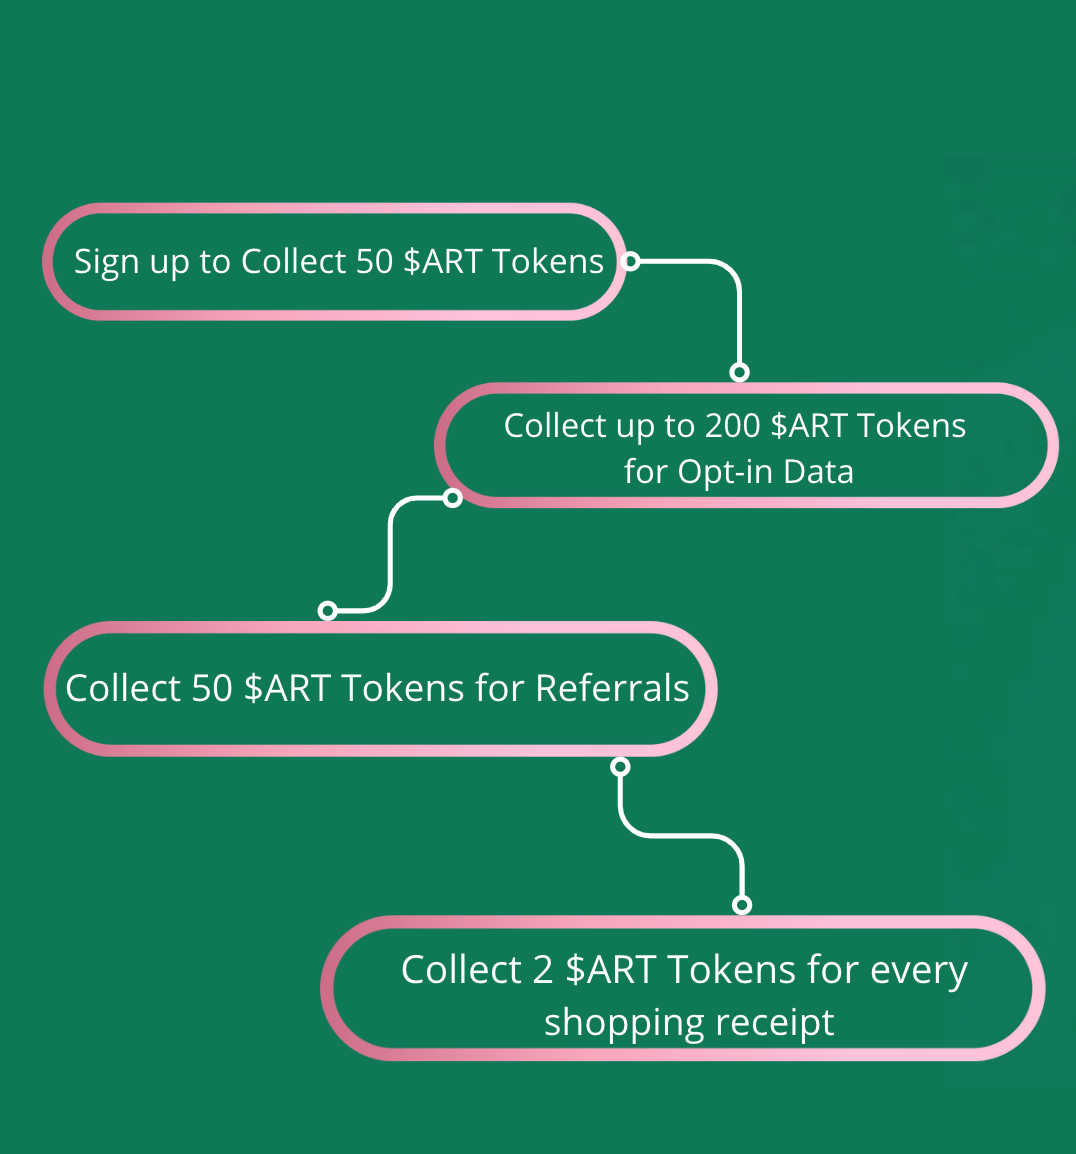 Sign up to Collect 50 $ART Tokens
Collect up to 200 $ART Tokens
for Opt-in Data
Collect 50 $ART Tokens for Referrals
Collect 2 $ART Tokens for every
shopping receipt